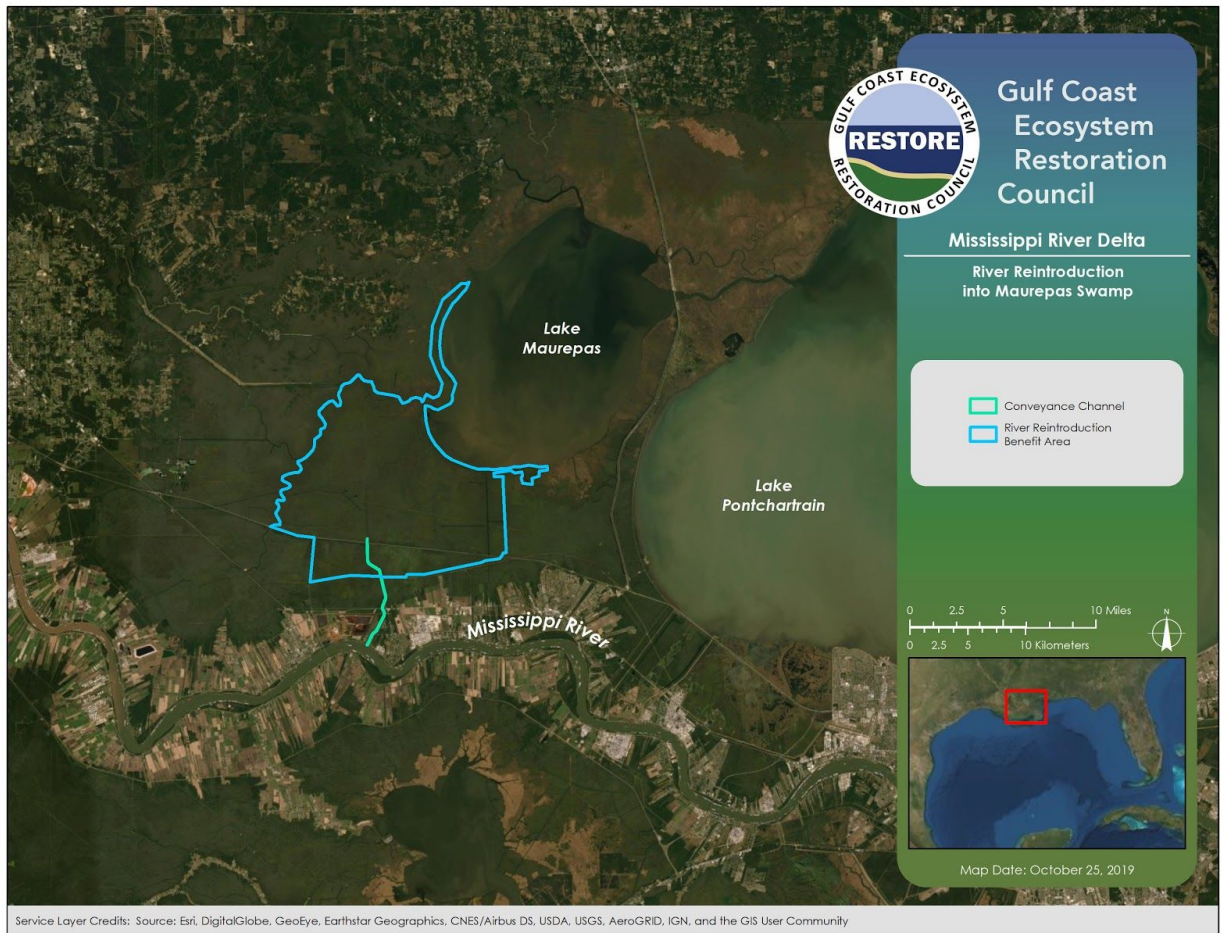 GULF COAST ECOSYSTEM
RESTORE
RESTORATION COUNCIL
Gulf Coast
Ecosystem
Restoration
Council
Mississippi River Delta
River Reintroduction
into Maurepas Swamp
Lake
Maurepas
Conveyance Channel
River Reintroduction
Benefit Area
Lake
Pontchartrain
Mississippi River
0 2.5 5 10 Miles
N
0 2.5 5 10 Kilometers
Map Date: October 25, 2019
Service Layer Credits: Source: Esri, DigitalGlobe, GeoEye, Earthstar Geographics, CNES/Airbus DS, USDA, USGS, AeroGRID, IGN, and the GIS User Community